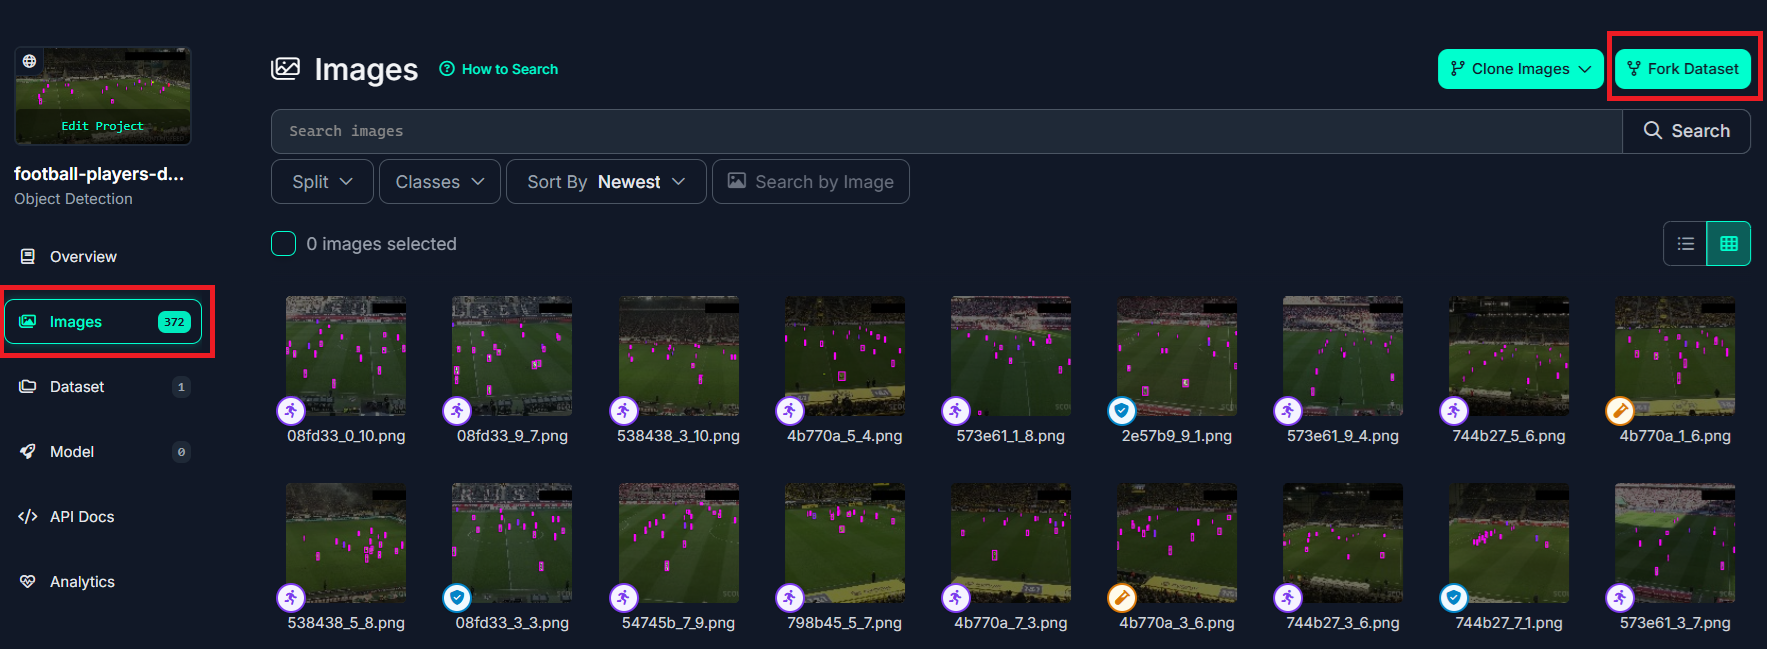 Edit Project
football-players-d...
Object Detection
Overview
Images 372
Dataset 1
Model 0
API Docs
Analytics
Images How to Search
Clone Images Fork Dataset
Search images Search
Split Classes Sort By Newest Search by Image
0 images selected
08fd33_0_10.png 08fd33_9_7.png 538438_3_10.png 4b770a_5_4.png 573e61_1_8.png 2e57b9_9_1.png 573e61_9_4.png 744b27_5_6.png 4b770a_1_6.png
538438_5_8.png 08fd33_3_3.png 54745b_7_9.png 798b45_5_7.png 4b770a_7_3.png 4b770a_3_6.png 744b27_3_6.png 744b27_7_1.png 573e61_3_7.png